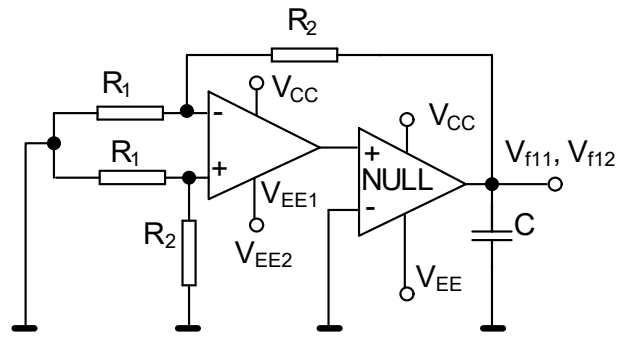 R2
R1
-
VCC
VCC
R1
+
+
NULL
-
Vf11, Vf12
VEE1
R2
VEE2
C
VEE